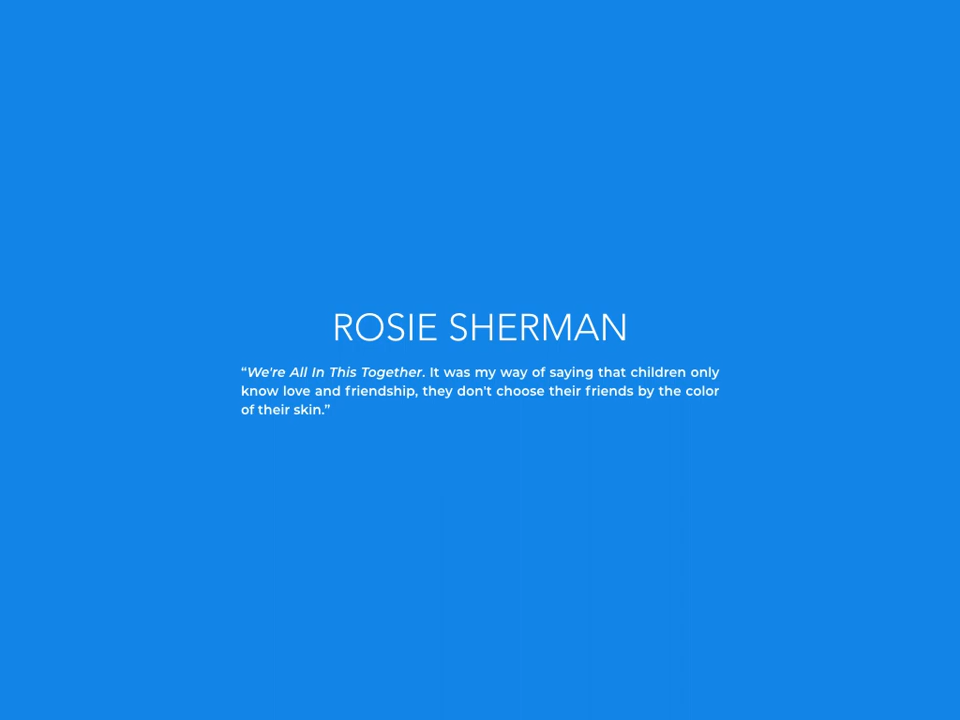 ROSIE SHERMAN
“We're All In This Together. It was my way of saying that children only
know love and friendship, they don't choose their friends by the color
of their skin.”